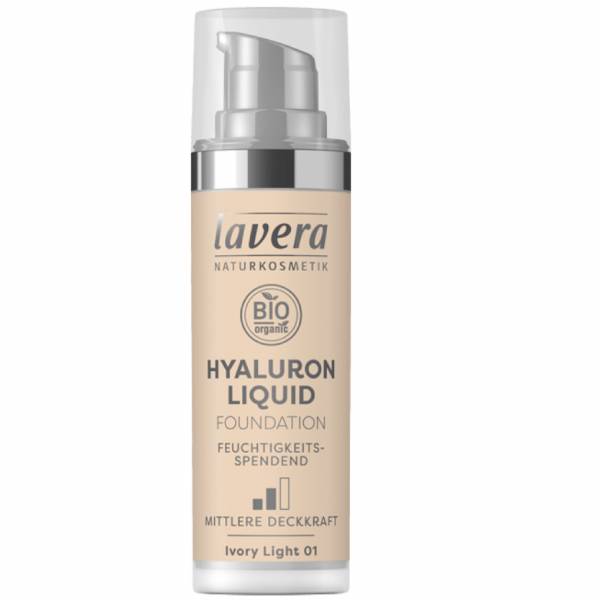 lavera
NATURKOSMETIK
BIO
organic
HYALURON
LIQUID
FOUNDATION
FEUCHTIGKEITS-
SPENDEND
MITTLERE DECKKRAFT
Ivory Light 01